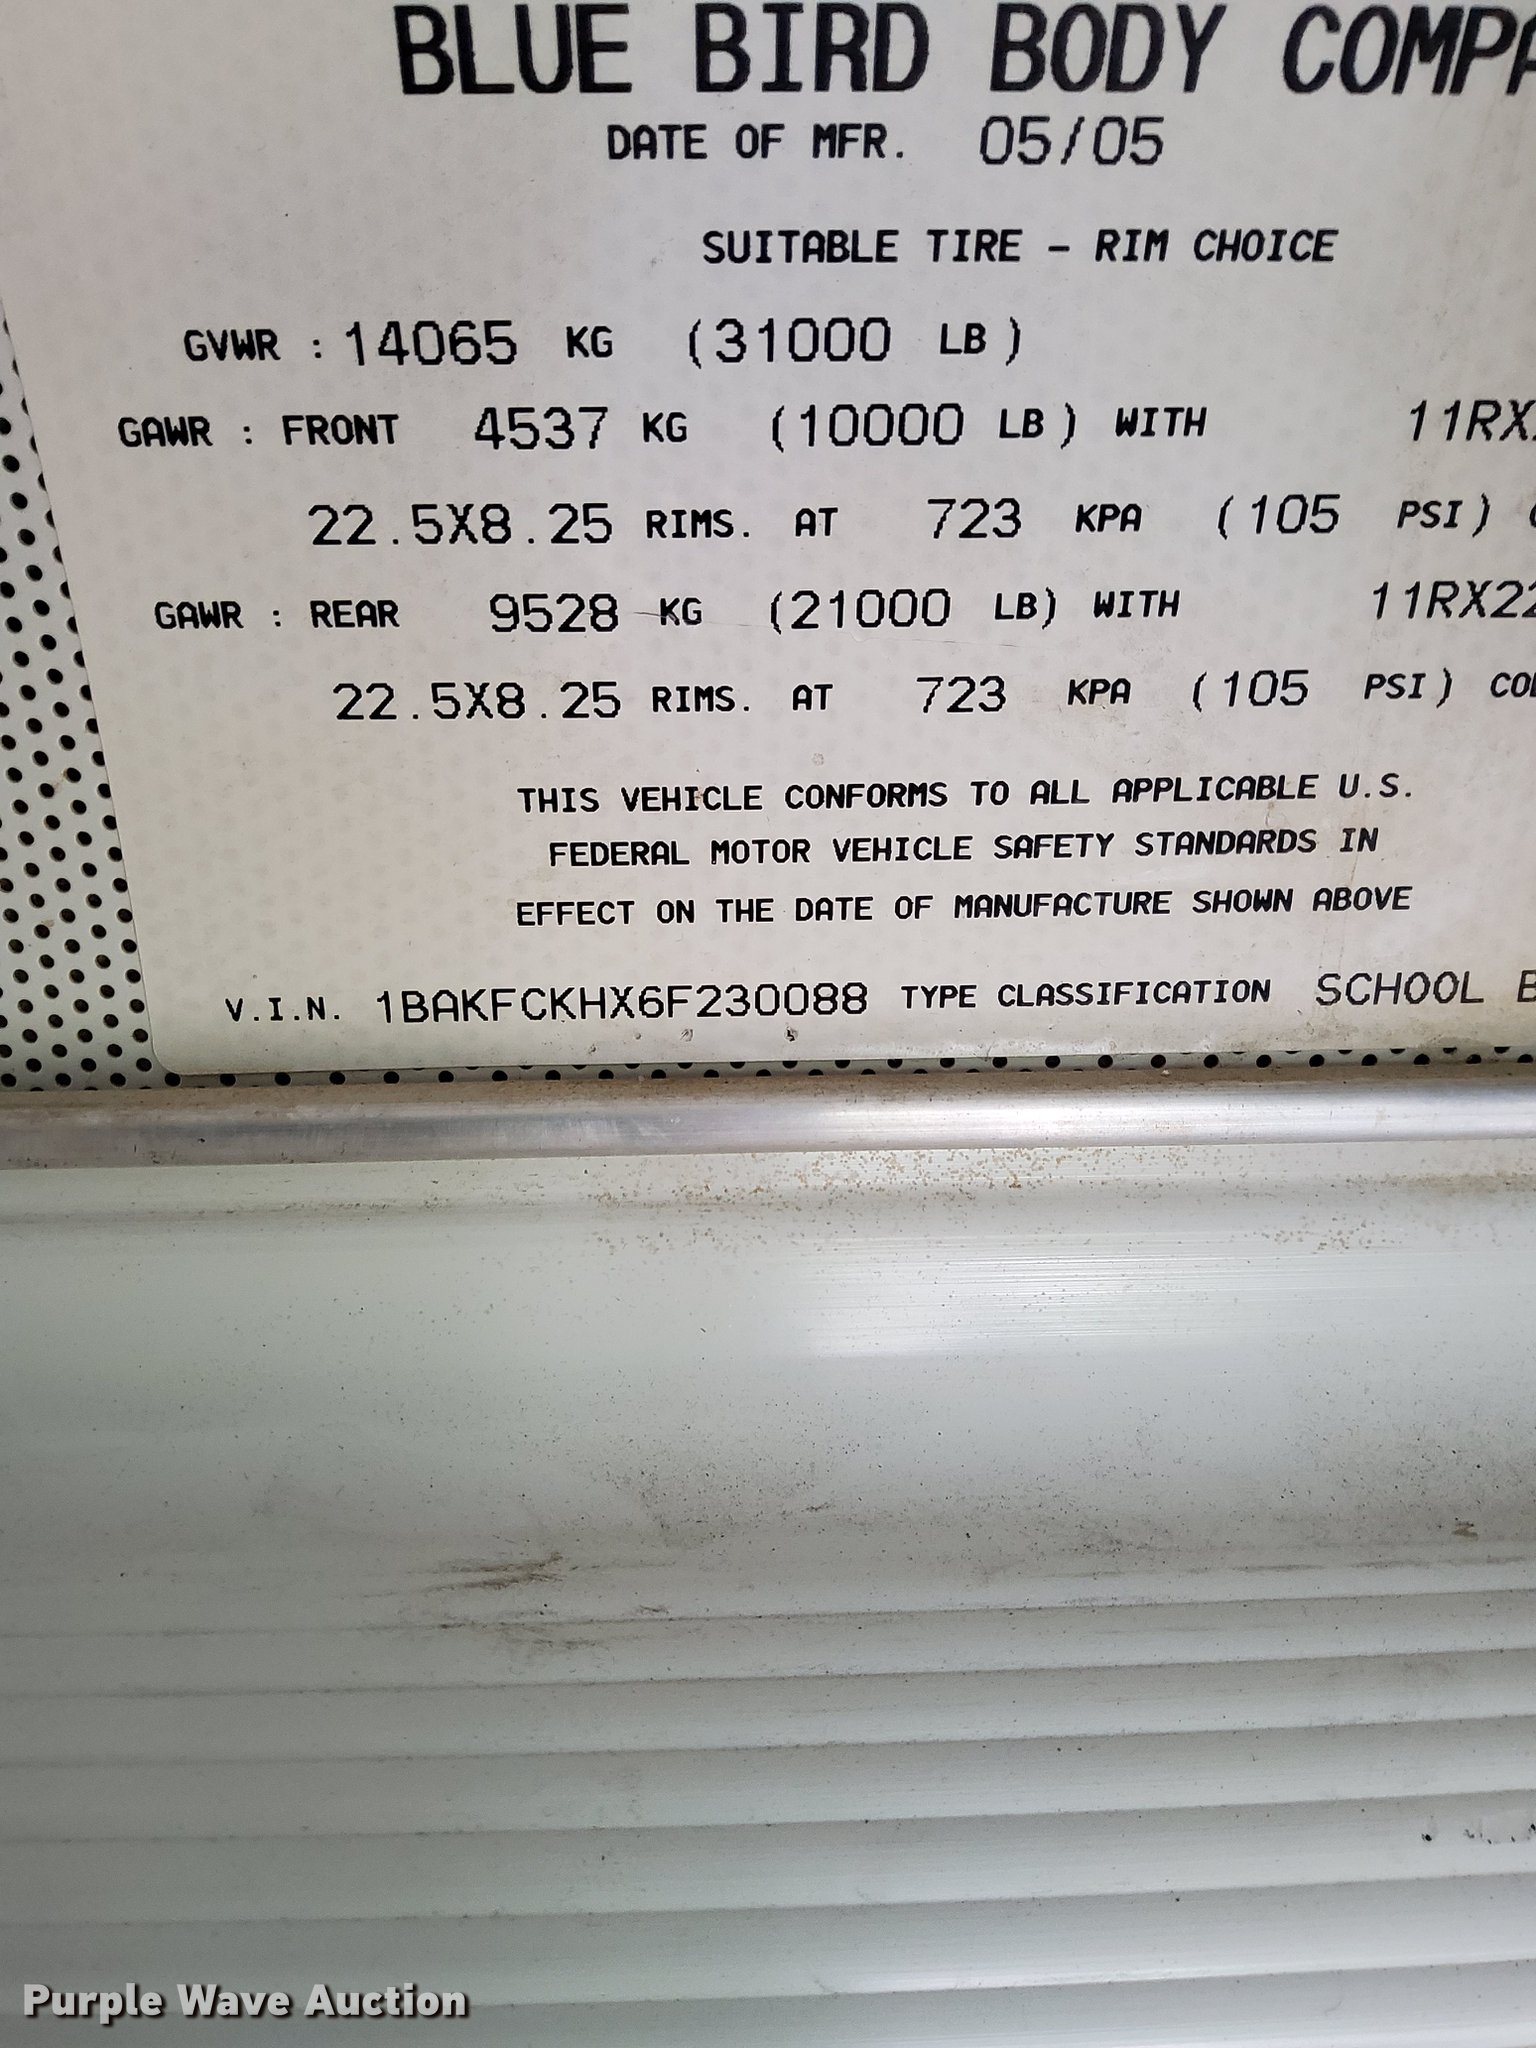 BLUE BIRD BODY COMPA
DATE OF MFR. 05/05
SUITABLE TIRE - RIM CHOICE
GVWR : 14065 KG (31000 LB)
GAWR : FRONT 4537 KG (10000 LB) WITH 11RX
22.5X8.25 RIMS. AT 723 KPA (105 PSI)
GAWR : REAR 9528 KG (21000 LB) WITH 11RX22
22.5X8.25 RIMS. AT 723 KPA (105 PSI) COL
THIS VEHICLE CONFORMS TO ALL APPLICABLE U.S.
FEDERAL MOTOR VEHICLE SAFETY STANDARDS IN
EFFECT ON THE DATE OF MANUFACTURE SHOWN ABOVE
V.I.N. 1BAKFCKHX6F230088 TYPE CLASSIFICATION SCHOOL B
Purple Wave Auction